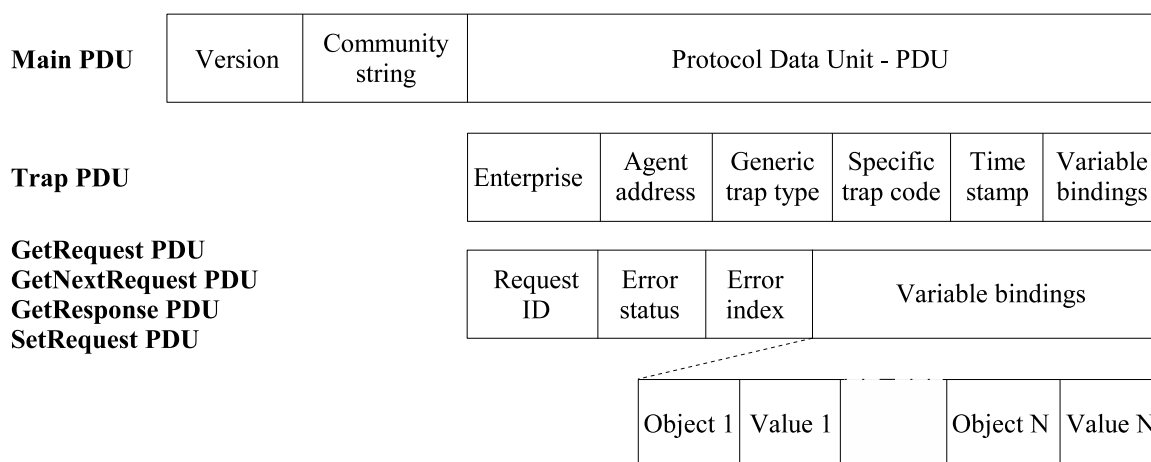 Main PDU
Version
Community
string
Protocol Data Unit - PDU
Trap PDU
Enterprise
Agent
address
Generic
trap type
Specific
trap code
Time
stamp
Variable
bindings
GetRequest PDU
GetNextRequest PDU
GetResponse PDU
SetRequest PDU
Request
ID
Error
status
Error
index
Variable bindings
Object 1
Value 1
Object N
Value N